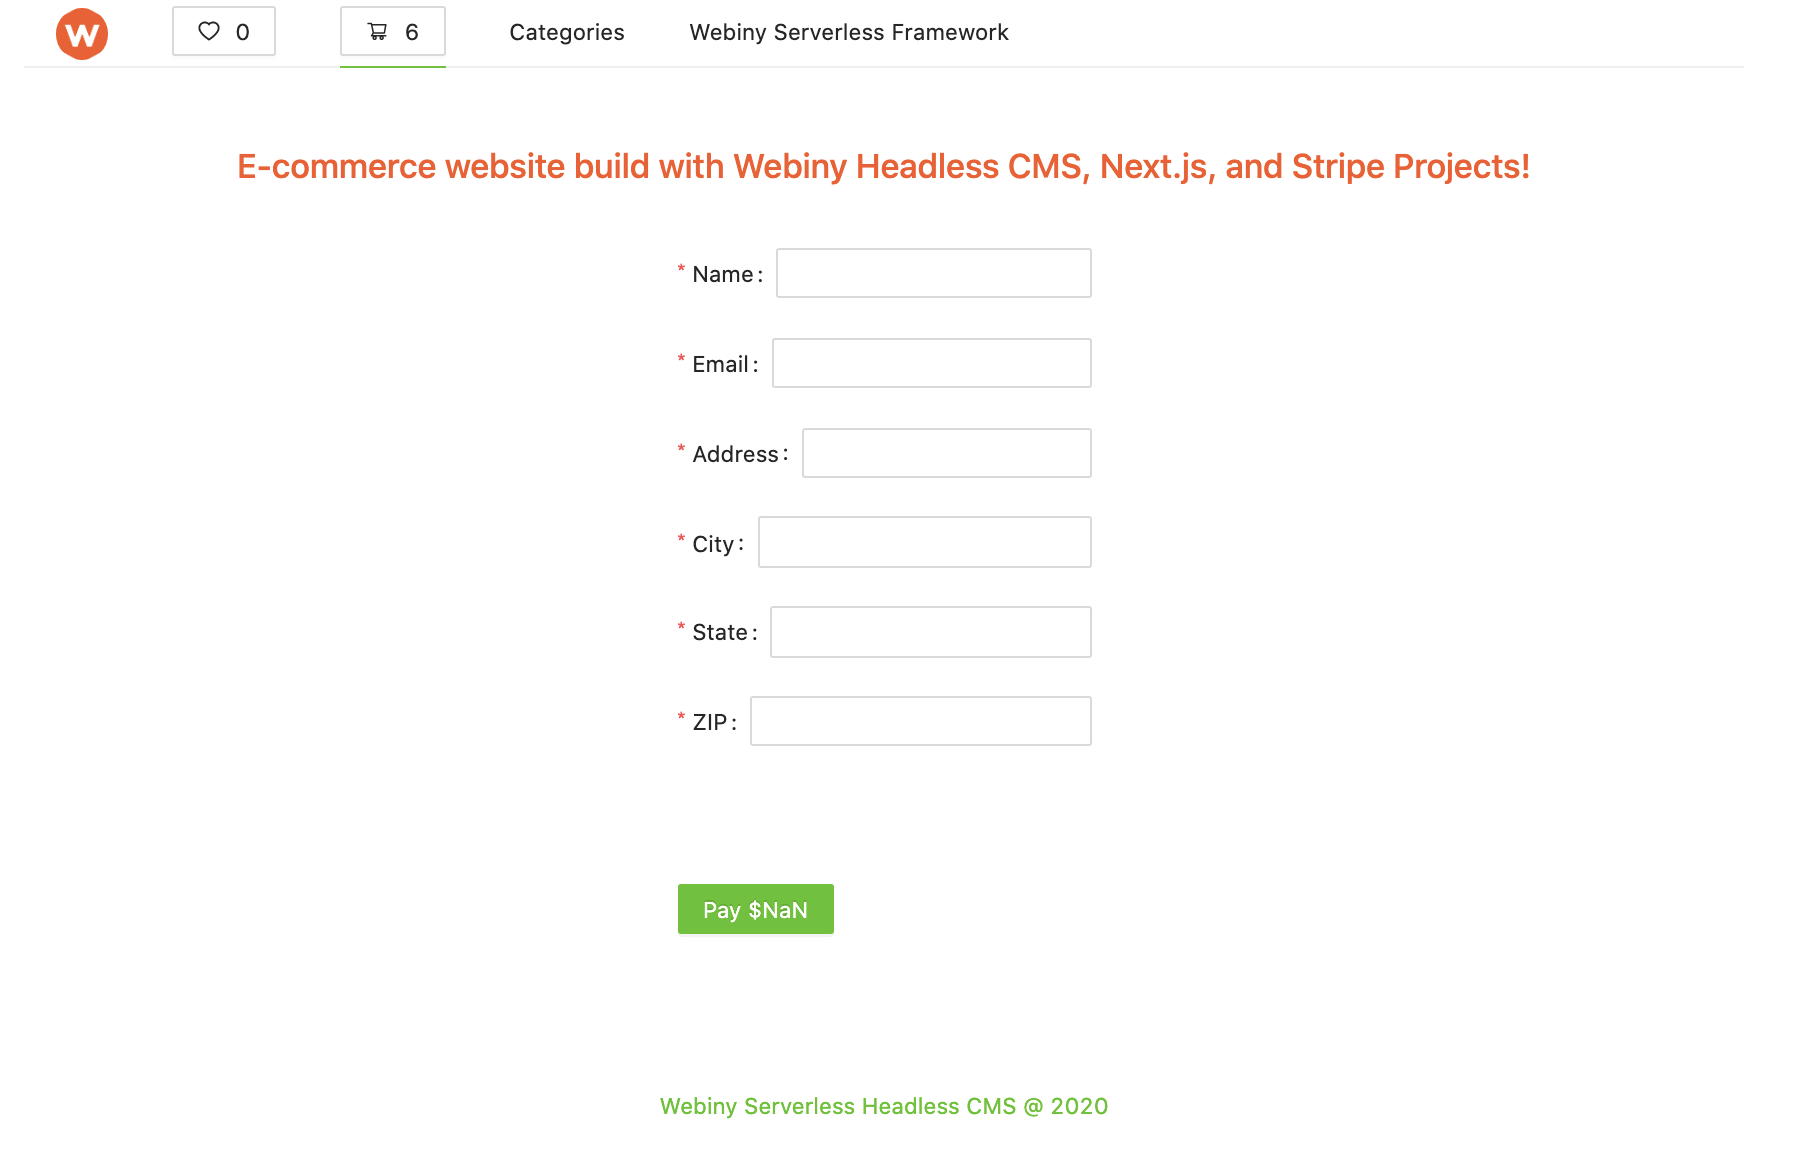 W 0 6 Categories Webiny Serverless Framework
E-commerce website build with Webiny Headless CMS, Next.js, and Stripe Projects!
* Name:
* Email:
* Address:
* City:
* State:
* ZIP:
Pay $NaN
Webiny Serverless Headless CMS @ 2020